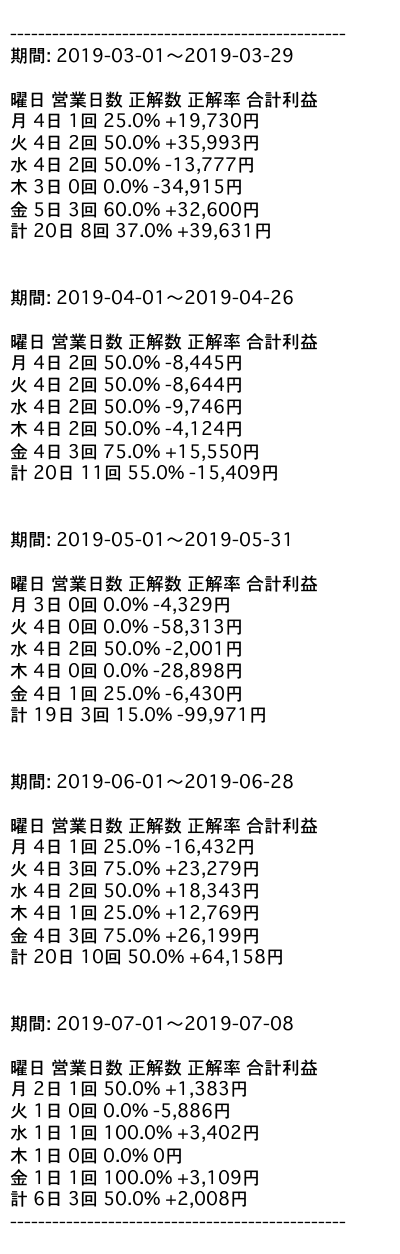 ------------------------------------------------
期間: 2019-03-01〜2019-03-29
曜日 営業日数 正解数 正解率 合計利益
月 4日 1回 25.0% +19,730円
火 4日 2回 50.0% +35,993円
水 4日 2回 50.0% -13,777円
木 3日 0回 0.0% -34,915円
金 5日 3回 60.0% +32,600円
計 20日 8回 37.0% +39,631円
期間: 2019-04-01〜2019-04-26
曜日 営業日数 正解数 正解率 合計利益
月 4日 2回 50.0% -8,445円
火 4日 2回 50.0% -8,644円
水 4日 2回 50.0% -9,746円
木 4日 2回 50.0% -4,124円
金 4日 3回 75.0% +15,550円
計 20日 11回 55.0% -15,409円
期間: 2019-05-01〜2019-05-31
曜日 営業日数 正解数 正解率 合計利益
月 3日 0回 0.0% -4,329円
火 4日 0回 0.0% -58,313円
水 4日 2回 50.0% -2,001円
木 4日 0回 0.0% -28,898円
金 4日 1回 25.0% -6,430円
計 19日 3回 15.0% -99,971円
期間: 2019-06-01〜2019-06-28
曜日 営業日数 正解数 正解率 合計利益
月 4日 1回 25.0% -16,432円
火 4日 3回 75.0% +23,279円
水 4日 2回 50.0% +18,343円
木 4日 1回 25.0% +12,769円
金 4日 3回 75.0% +26,199円
計 20日 10回 50.0% +64,158円
期間: 2019-07-01〜2019-07-08
曜日 営業日数 正解数 正解率 合計利益
月 2日 1回 50.0% +1,383円
火 1日 0回 0.0% -5,886円
水 1日 1回 100.0% +3,402円
木 1日 0回 0.0% 0円
金 1日 1回 100.0% +3,109円
計 6日 3回 50.0% +2,008円
------------------------------------------------